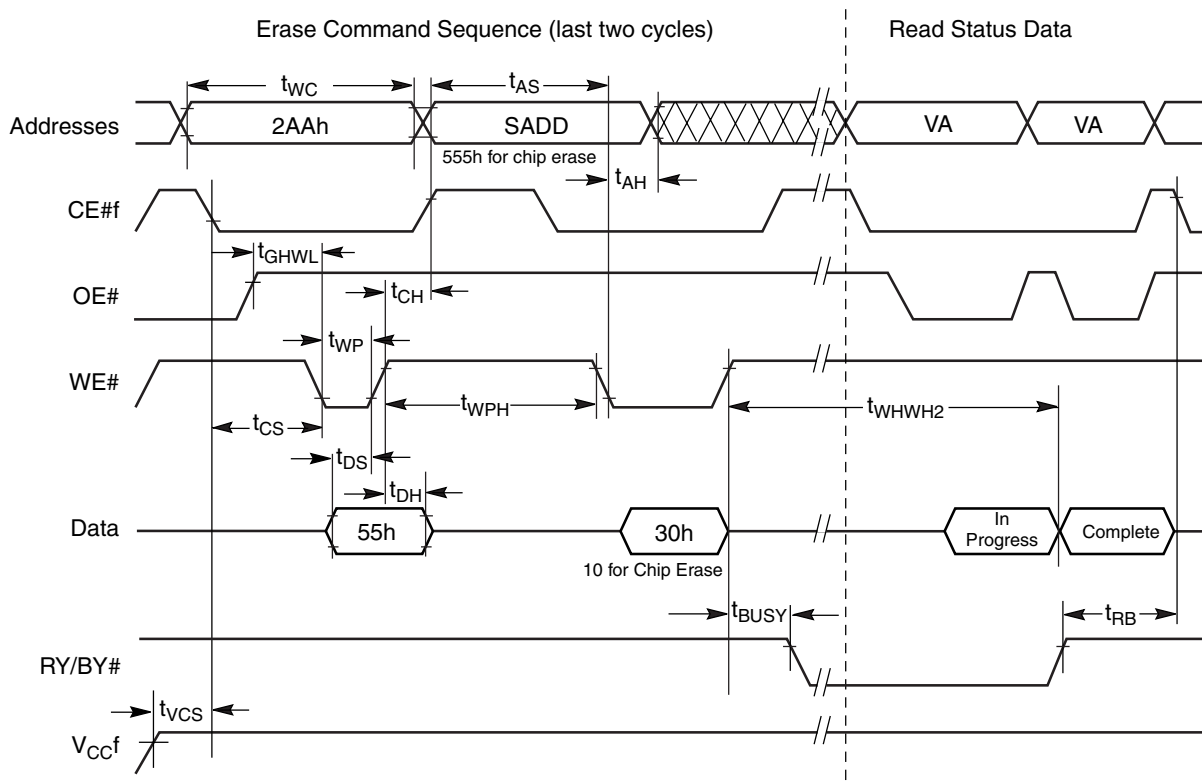 Erase Command Sequence (last two cycles) Read Status Data
tWC tAS
Addresses 2AAh SADD VA VA
555h for chip erase
tAH
CE#f
tGHWL
OE#
tCH
tWP
WE#
tWPH tWHWH2
tCS
tDS
tDH
Data 55h 30h In Progress Complete
10 for Chip Erase
tBUSY tRB
RY/BY#
tVCS
VCCf